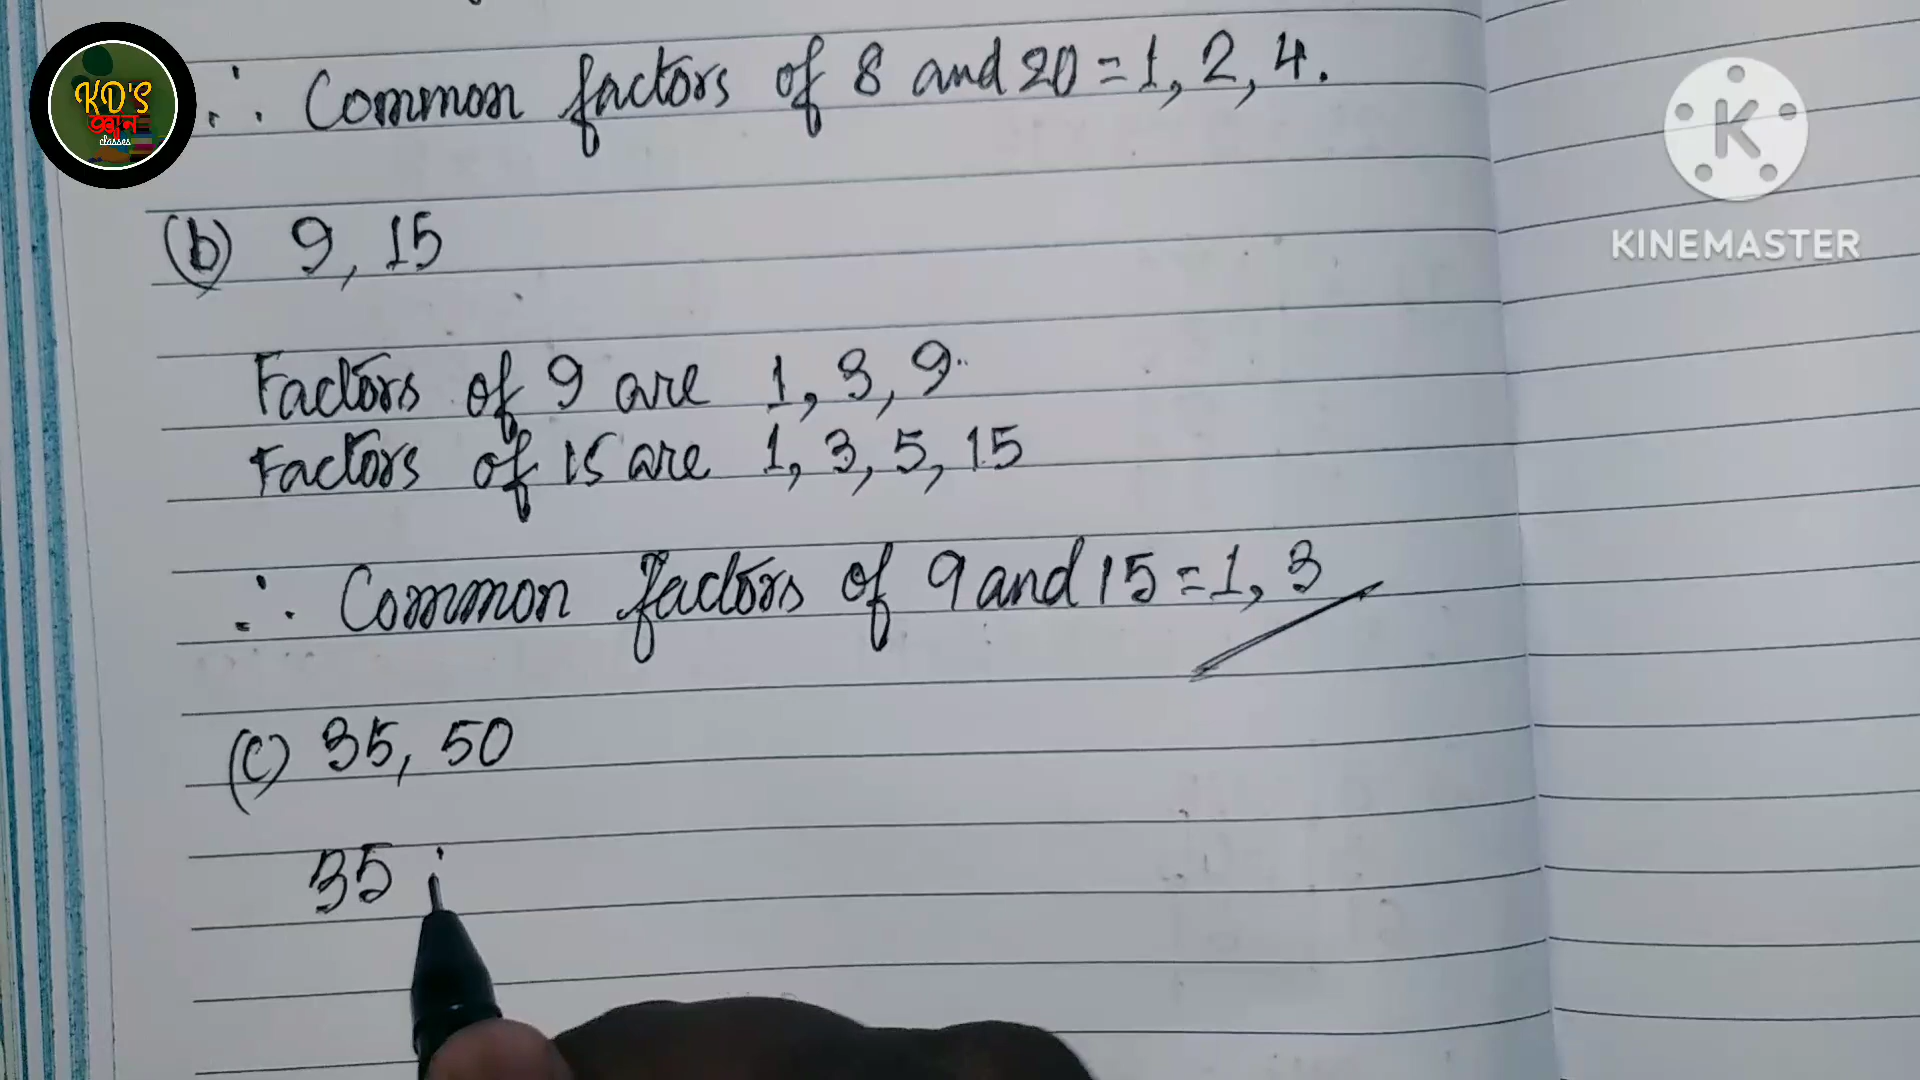 ∴ Common factors of 8 and 20 = 1, 2, 4.
KD'S
জ্ঞান
classes
K
KINEMASTER
(b) 9, 15
Factors of 9 are 1, 3, 9.
Factors of 15 are 1, 3, 5, 15
∴ Common factors of 9 and 15 = 1, 3
(c) 35, 50
35